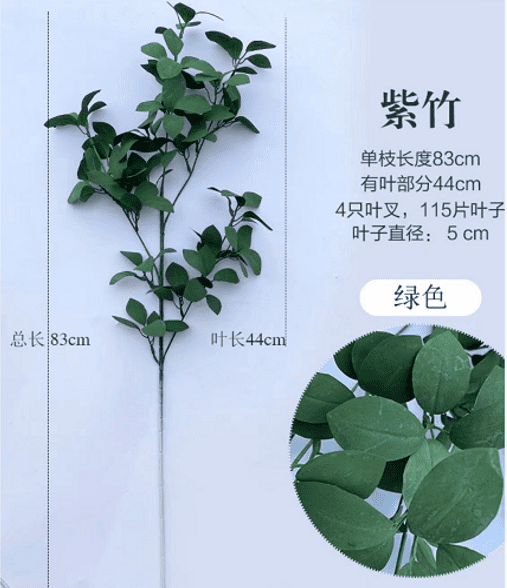 紫竹
单枝长度83cm
有叶部分44cm
4只叶叉，115片叶子
叶子直径： 5 cm
绿色
总长 83cm
叶长44cm